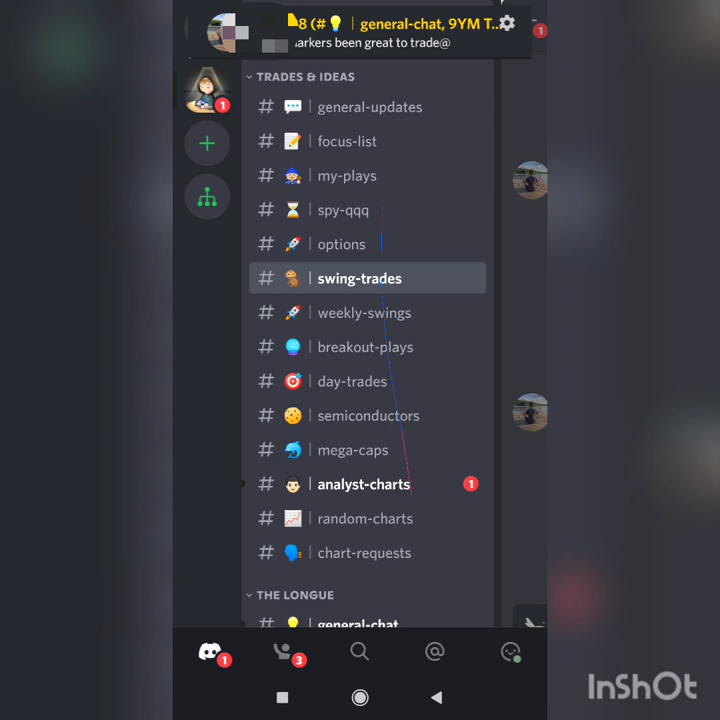 8 (#💡 | general-chat, 9YM T...
arkers been great to trade@
1
TRADES & IDEAS
1
# 💬 | general-updates
# 📝 | focus-list
+
# | my-plays
# ⏳ | spy-qqq
# 🚀 | options
# | swing-trades
# 🚀 | weekly-swings
# 🔮 | breakout-plays
# 🎯 | day-trades
# | semiconductors
# 🐬 | mega-caps
# 👨🏻 | analyst-charts 1
# 📈 | random-charts
# 🗣️ | chart-requests
THE LONGUE
# 💡 | general-chat
1
3
@
InShOt